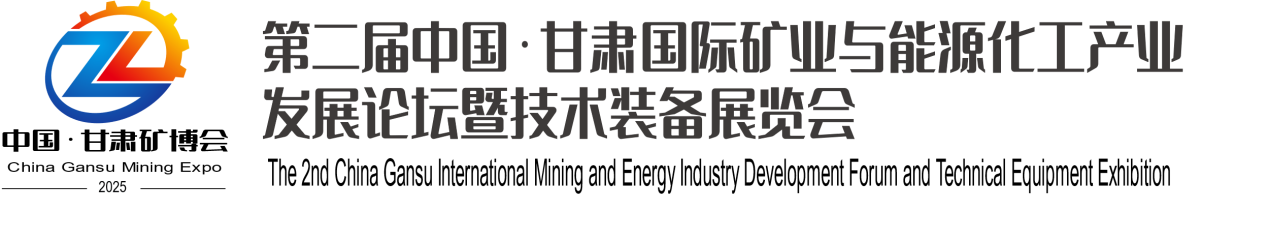 中国·甘肃矿博会
China Gansu Mining Expo
2025
第二届中国·甘肃国际矿业与能源化工产业
发展论坛暨技术装备展览会
The 2nd China Gansu International Mining and Energy Industry Development Forum and Technical Equipment Exhibition